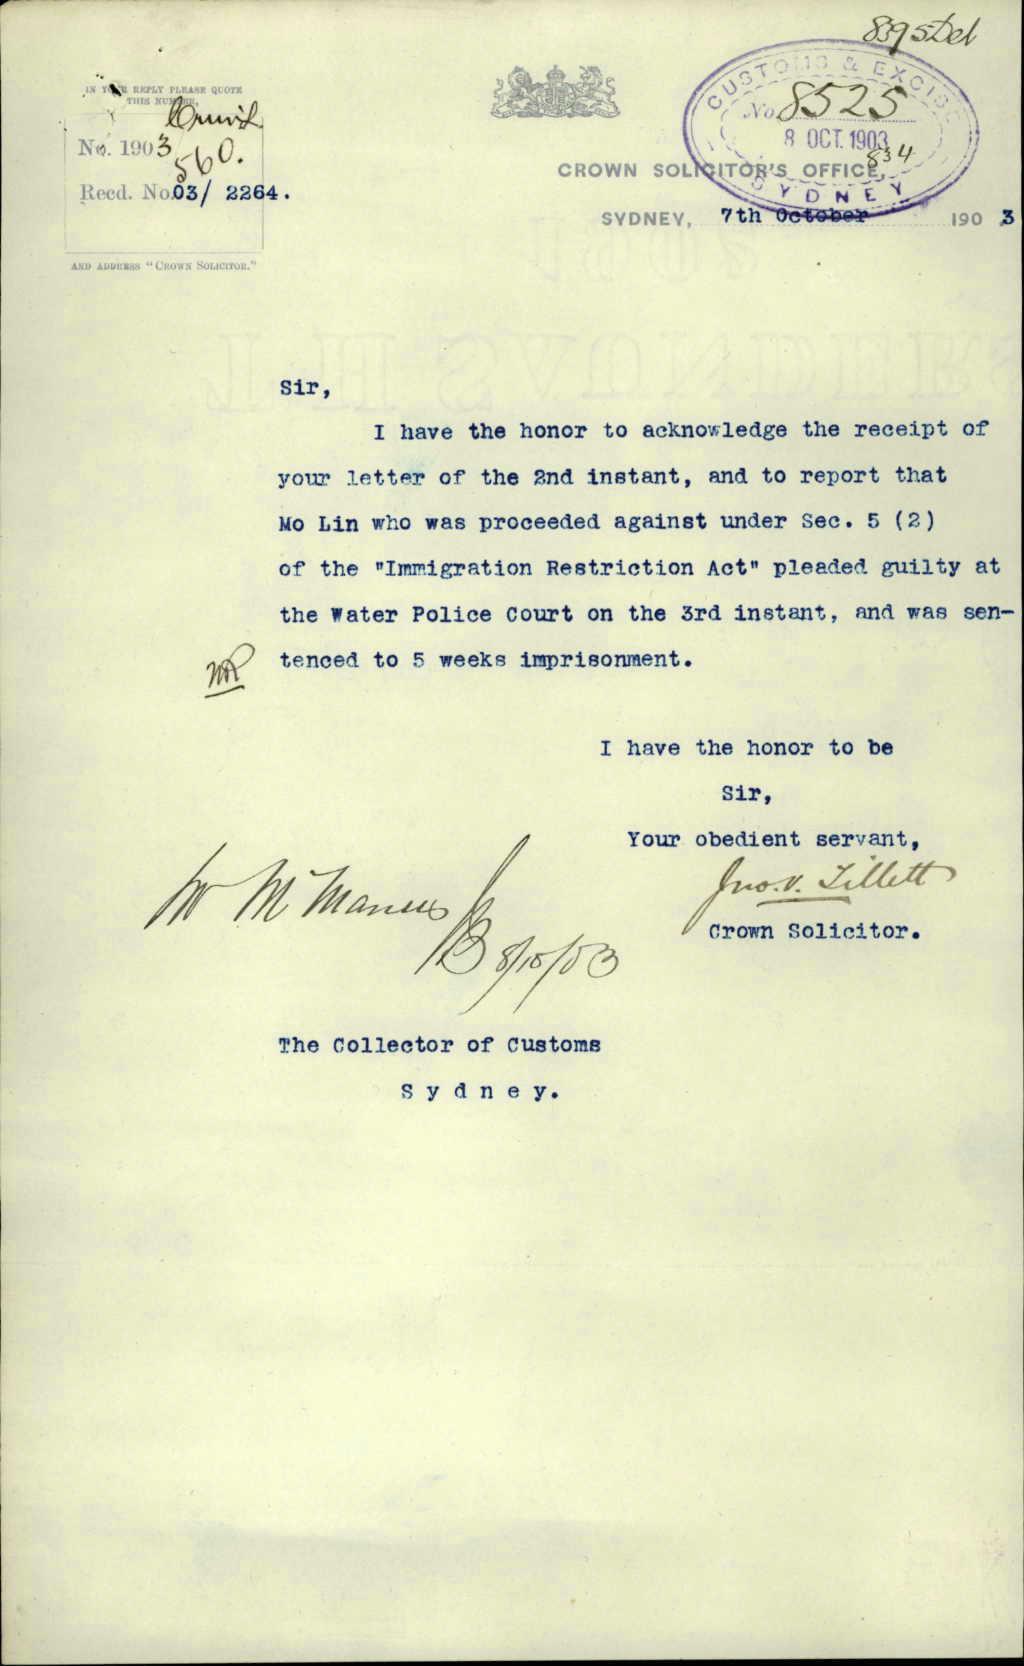 IN YOUR REPLY PLEASE QUOTE
THIS NUMBER,
No. 1903
560.
Recd. No. 03/ 2264.
AND ADDRESS "CROWN SOLICITOR."
CUSTOMS & EXCISE
No 8525
8 OCT. 1903
834
SYDNEY
CROWN SOLICITOR'S OFFICE,
SYDNEY, 7th October 1903
Sir,
I have the honor to acknowledge the receipt of
your letter of the 2nd instant, and to report that
Mo Lin who was proceeded against under Sec. 5 (2)
of the "Immigration Restriction Act" pleaded guilty at
the Water Police Court on the 3rd instant, and was sen-
tenced to 5 weeks imprisonment.
I have the honor to be
Sir,
Your obedient servant,
Jno. V. Tillett
Crown Solicitor.
Mr McManus
8/10/03
The Collector of Customs
Sydney.